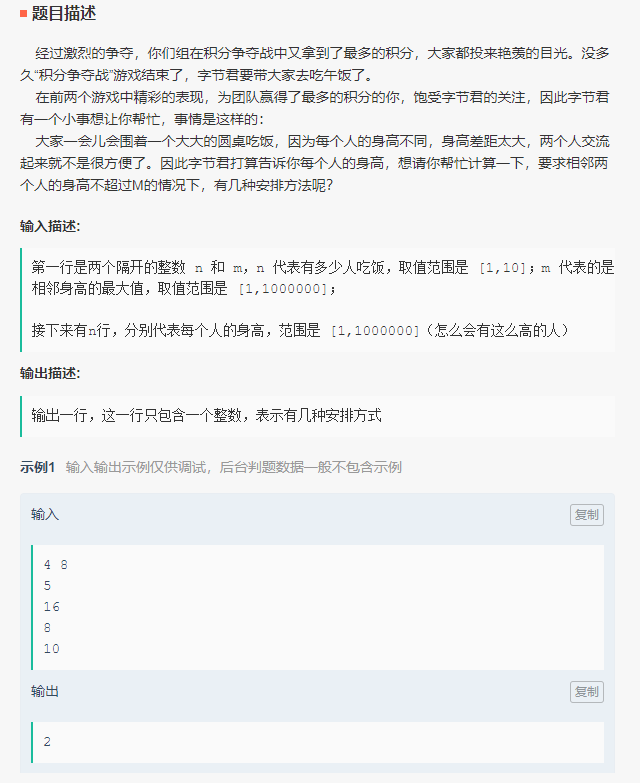 题目描述
经过激烈的争夺，你们组在积分争夺战中又拿到了最多的积分，大家都投来艳羡的目光。没多
久“积分争夺战”游戏结束了，字节君要带大家去吃午饭了。
在前两个游戏中精彩的表现，为团队赢得了最多的积分的你，饱受字节君的关注，因此字节君
有一个小事想让你帮忙，事情是这样的：
大家一会儿会围着一个大大的圆桌吃饭，因为每个人的身高不同，身高差距太大，两个人交流
起来就不是很方便了。因此字节君打算告诉你每个人的身高，想请你帮忙计算一下，要求相邻两
个人的身高不超过M的情况下，有几种安排方法呢？
输入描述:
第一行是两个隔开的整数 n 和 m，n 代表有多少人吃饭，取值范围是 [1,10]；m 代表的是
相邻身高的最大值，取值范围是 [1,1000000]；
接下来有n行，分别代表每个人的身高，范围是 [1,1000000]（怎么会有这么高的人）
输出描述:
输出一行，这一行只包含一个整数，表示有几种安排方式
示例1 输入输出示例仅供调试，后台判题数据一般不包含示例
输入 复制
4 8
5
16
8
10
输出 复制
2